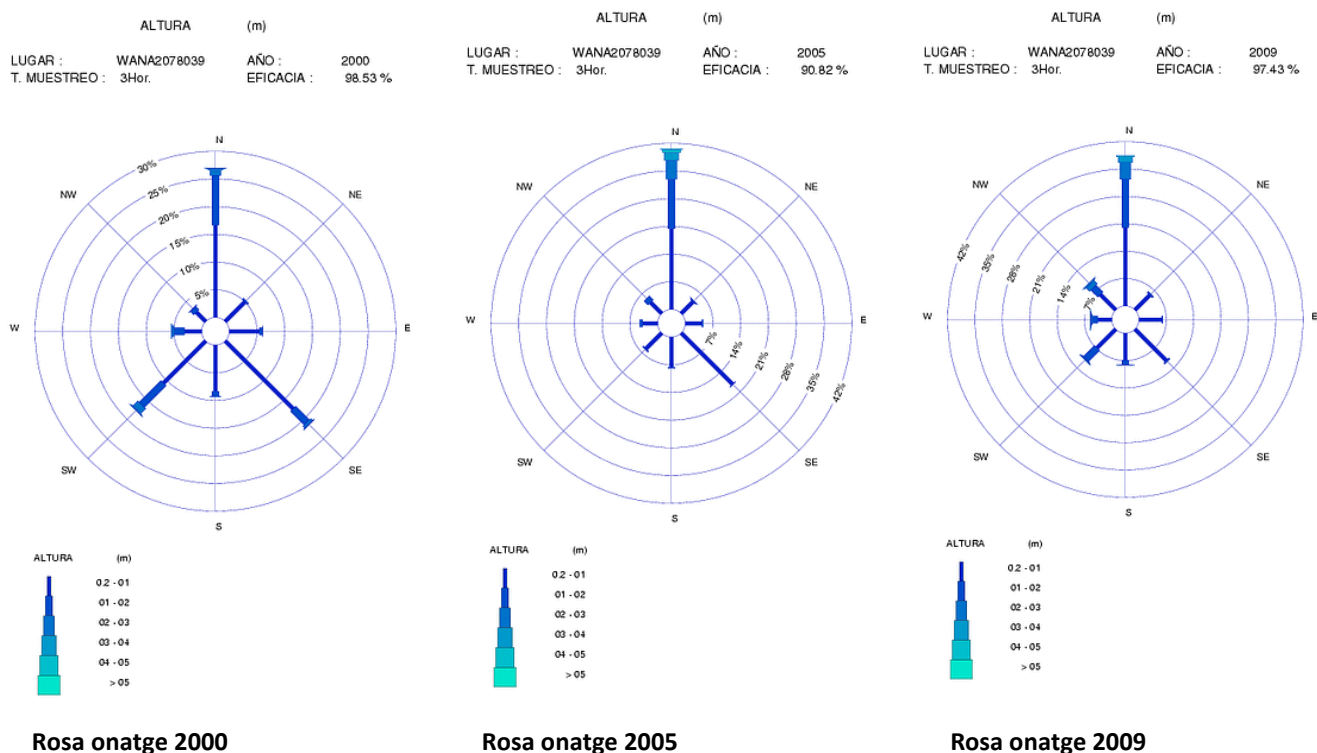 ALTURA (m)
LUGAR : WANA2078039 AÑO : 2000
T. MUESTREO : 3Hor. EFICACIA : 98.53 %
N
NE
E
SE
S
SW
W
NW
30%
25%
20%
15%
10%
5%
ALTURA (m)
0.2 - 01
01 - 02
02 - 03
03 - 04
04 - 05
> 05
Rosa onatge 2000
ALTURA (m)
LUGAR : WANA2078039 AÑO : 2005
T. MUESTREO : 3Hor. EFICACIA : 90.82 %
N
NE
E
SE
S
SW
W
NW
7%
14%
21%
28%
35%
42%
ALTURA (m)
0.2 - 01
01 - 02
02 - 03
03 - 04
04 - 05
> 05
Rosa onatge 2005
ALTURA (m)
LUGAR : WANA2078039 AÑO : 2009
T. MUESTREO : 3Hor. EFICACIA : 97.43 %
N
NE
E
SE
S
SW
W
NW
42%
35%
28%
21%
14%
7%
ALTURA (m)
0.2 - 01
01 - 02
02 - 03
03 - 04
04 - 05
> 05
Rosa onatge 2009